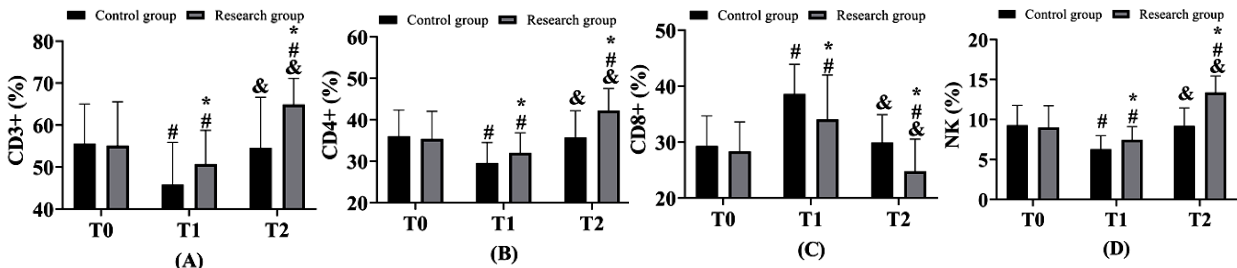 Control group Research group
CD3+ (%)
80
70
60
50
40
# * # & * # &
T0 T1 T2
(A)
Control group Research group
CD4+ (%)
60
50
40
30
20
# * # & * # &
T0 T1 T2
(B)
Control group Research group
CD8+ (%)
50
40
30
20
# * # & * # &
T0 T1 T2
(C)
Control group Research group
NK (%)
20
15
10
5
0
# * # & * # &
T0 T1 T2
(D)